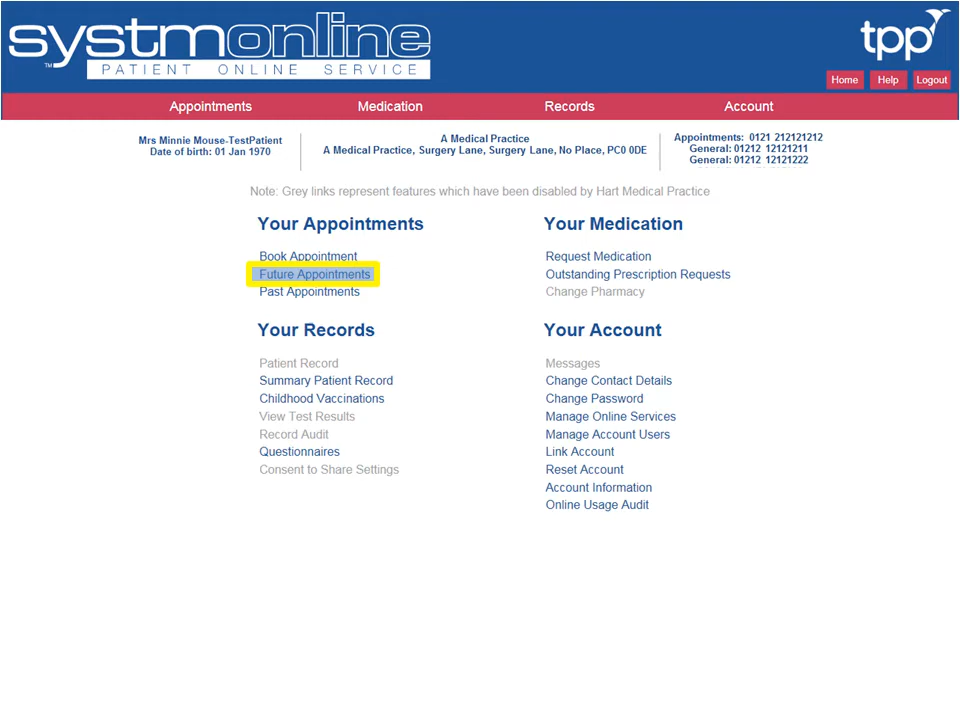 systmonline
TM
PATIENT ONLINE SERVICE
tpp
Home Help Logout
Appointments Medication Records Account
Mrs Minnie Mouse-TestPatient
Date of birth: 01 Jan 1970
A Medical Practice
A Medical Practice, Surgery Lane, Surgery Lane, No Place, PC0 0DE
Appointments: 0121 212121212
General: 01212 12121211
General: 01212 12121222
Note: Grey links represent features which have been disabled by Hart Medical Practice
Your Appointments
Book Appointment
Future Appointments
Past Appointments
Your Medication
Request Medication
Outstanding Prescription Requests
Change Pharmacy
Your Records
Patient Record
Summary Patient Record
Childhood Vaccinations
View Test Results
Record Audit
Questionnaires
Consent to Share Settings
Your Account
Messages
Change Contact Details
Change Password
Manage Online Services
Manage Account Users
Link Account
Reset Account
Account Information
Online Usage Audit